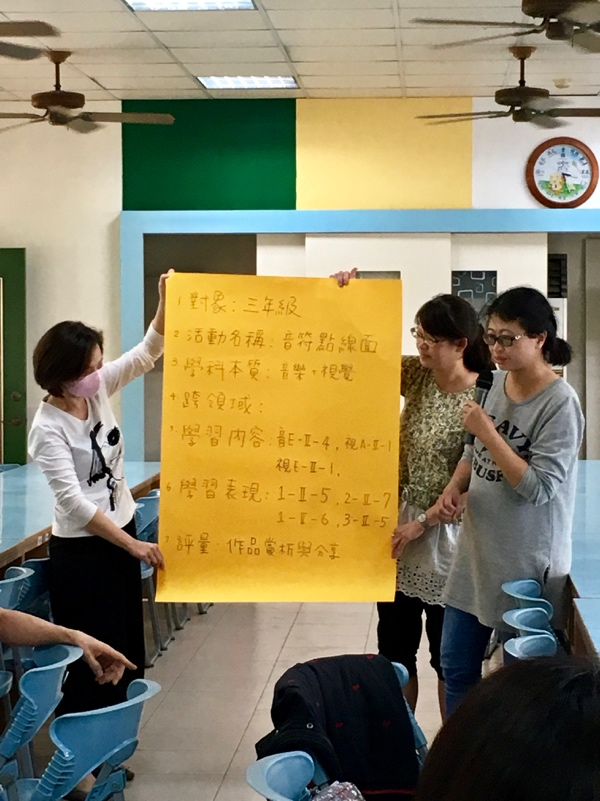 1 對象：三年級
2 活動名稱：音符點線面
3 學科本質：音樂、視覺
4 跨領域：
5 學習內容：音E-Ⅱ-4, 視A-Ⅱ-1
視E-Ⅱ-1,
6 學習表現：1-Ⅱ-5, 2-Ⅱ-7
1-Ⅱ-6, 3-Ⅱ-5
7 評量：作品賞析與分享